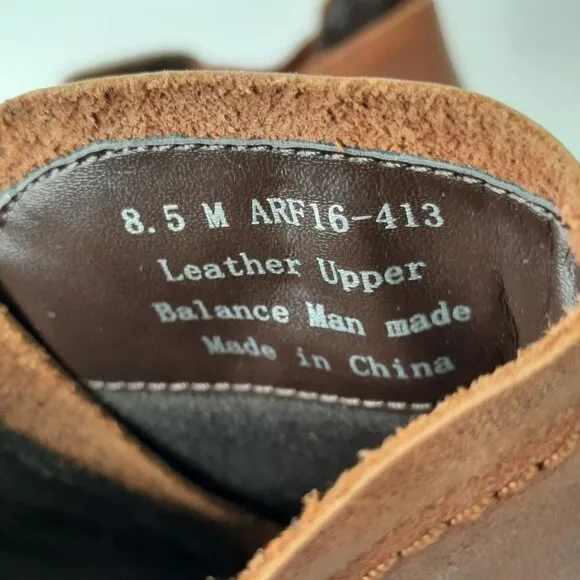 8.5 M ARF16-413
Leather Upper
Balance Man made
Made in China